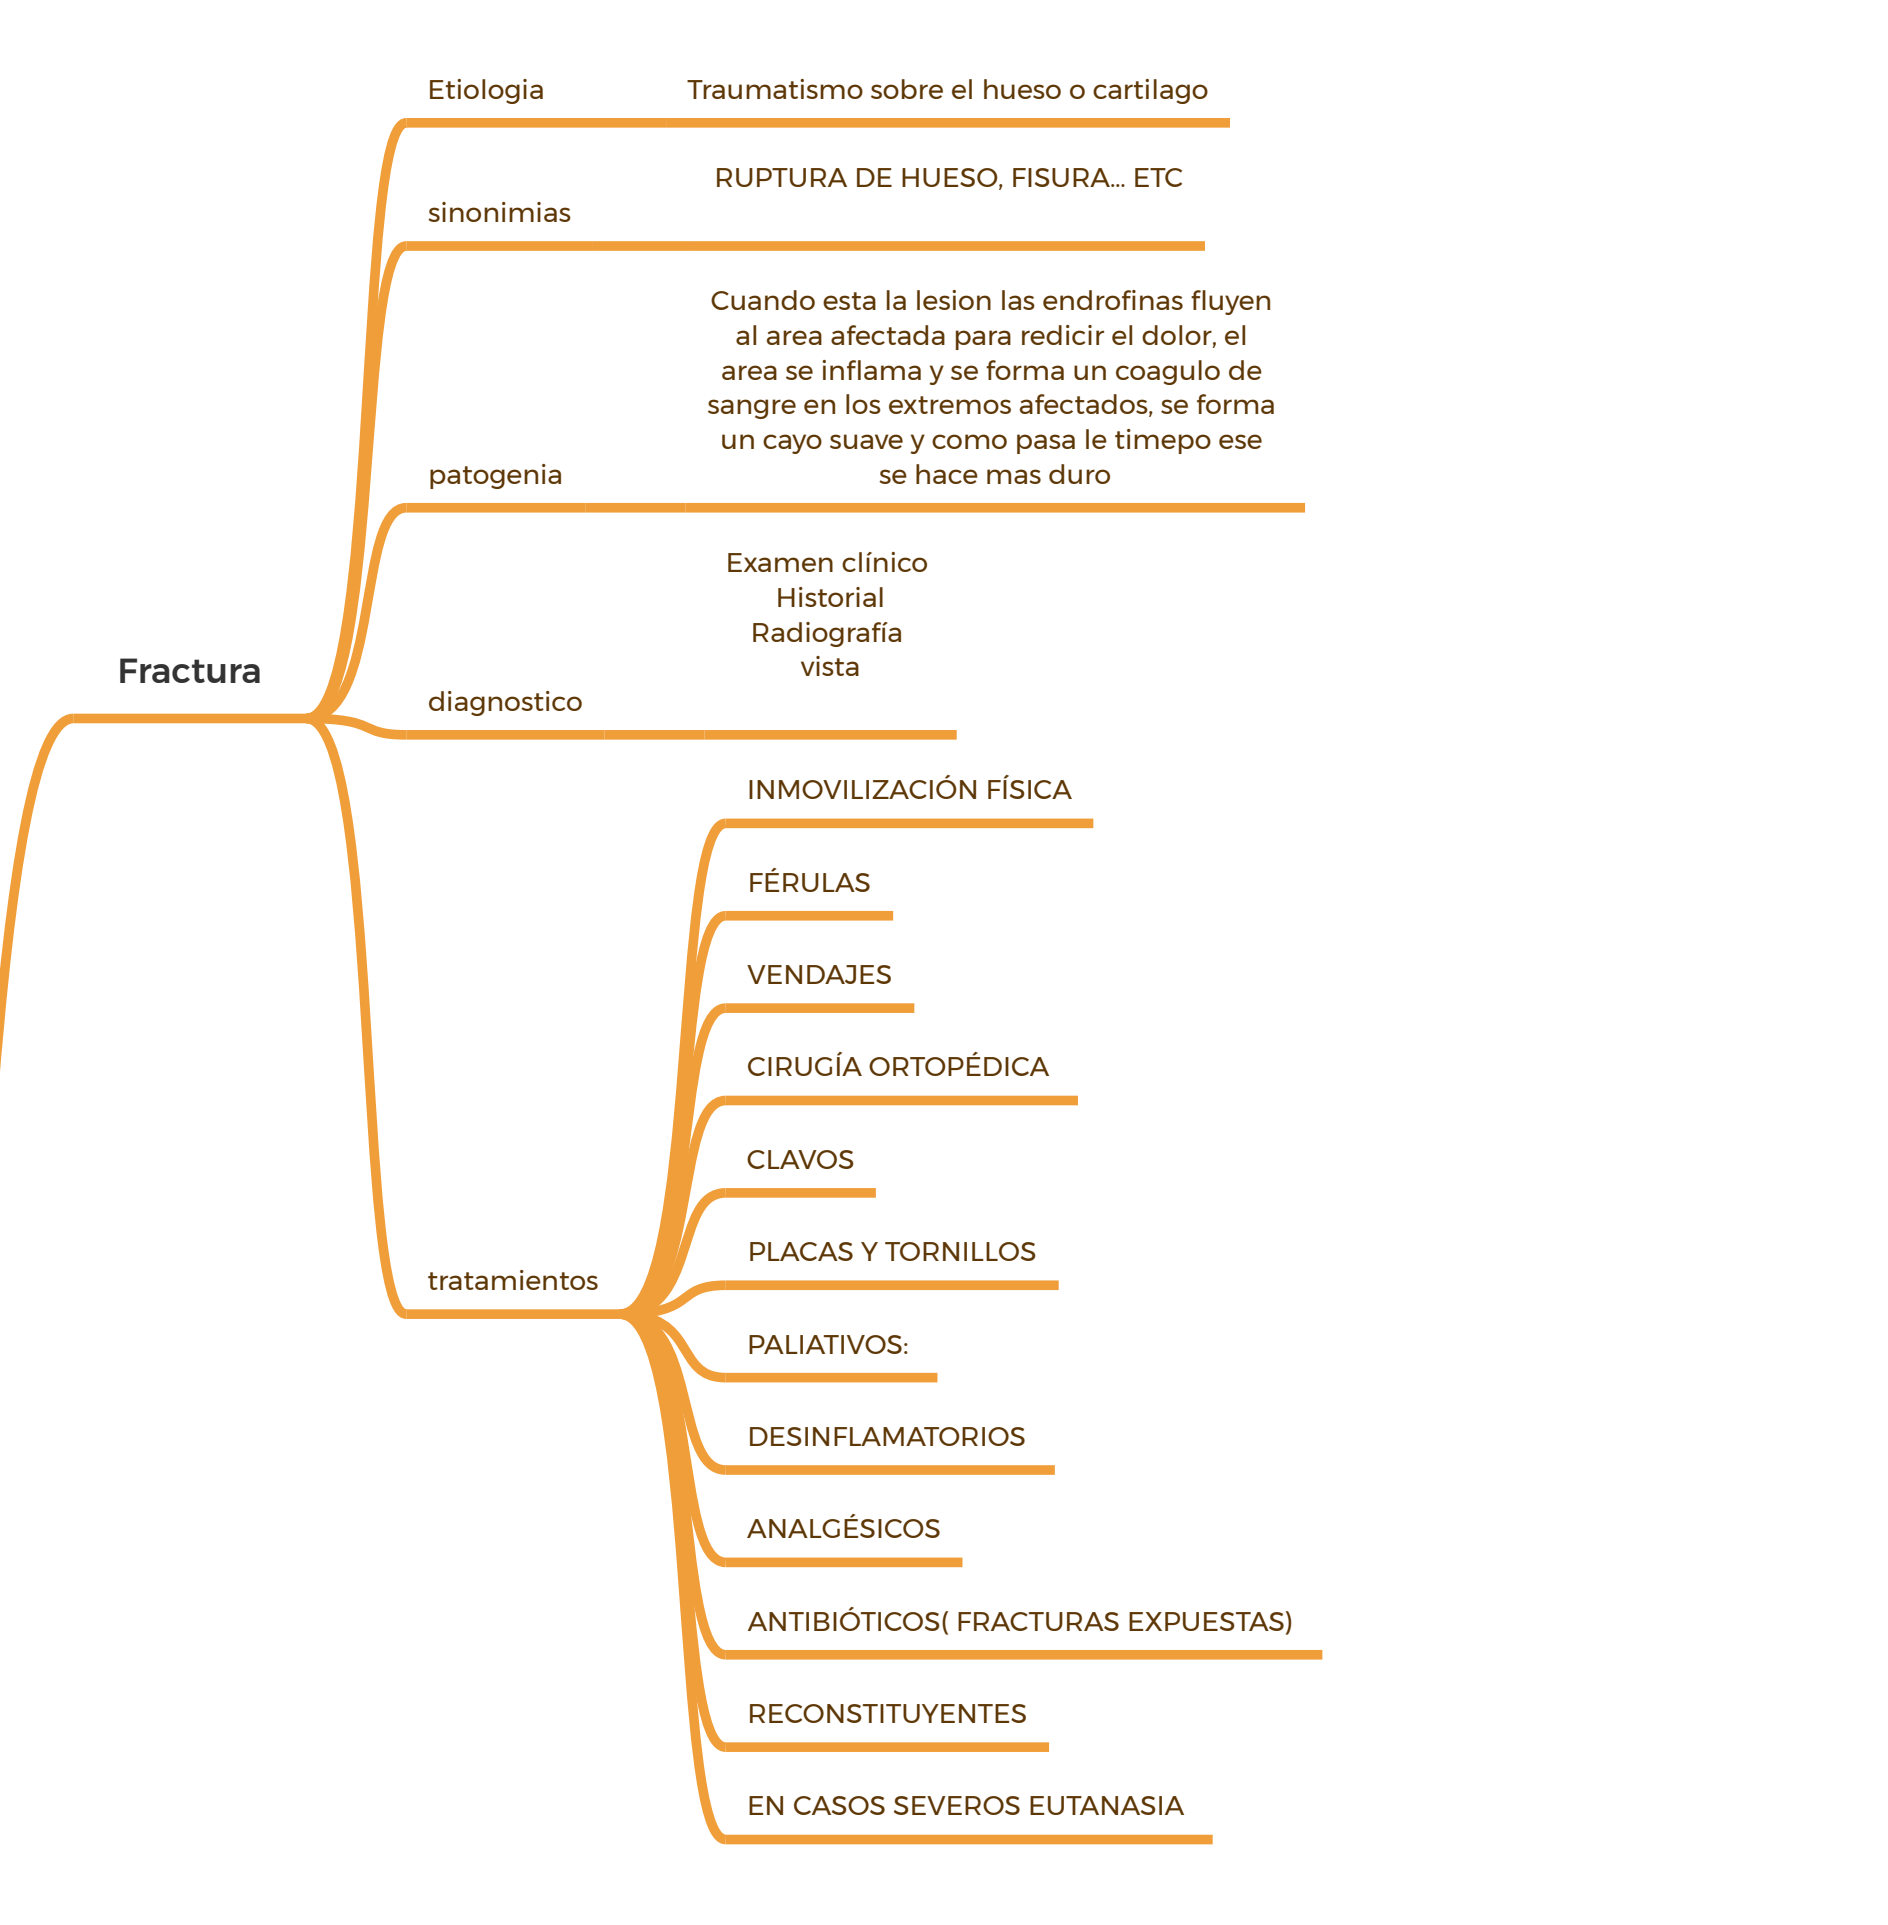 Fractura
Etiologia
Traumatismo sobre el hueso o cartilago
sinonimias
RUPTURA DE HUESO, FISURA... ETC
patogenia
Cuando esta la lesion las endrofinas fluyen
al area afectada para redicir el dolor, el
area se inflama y se forma un coagulo de
sangre en los extremos afectados, se forma
un cayo suave y como pasa le timepo ese
se hace mas duro
diagnostico
Examen clínico
Historial
Radiografía
vista
tratamientos
INMOVILIZACIÓN FÍSICA
FÉRULAS
VENDAJES
CIRUGÍA ORTOPÉDICA
CLAVOS
PLACAS Y TORNILLOS
PALIATIVOS:
DESINFLAMATORIOS
ANALGÉSICOS
ANTIBIÓTICOS( FRACTURAS EXPUESTAS)
RECONSTITUYENTES
EN CASOS SEVEROS EUTANASIA